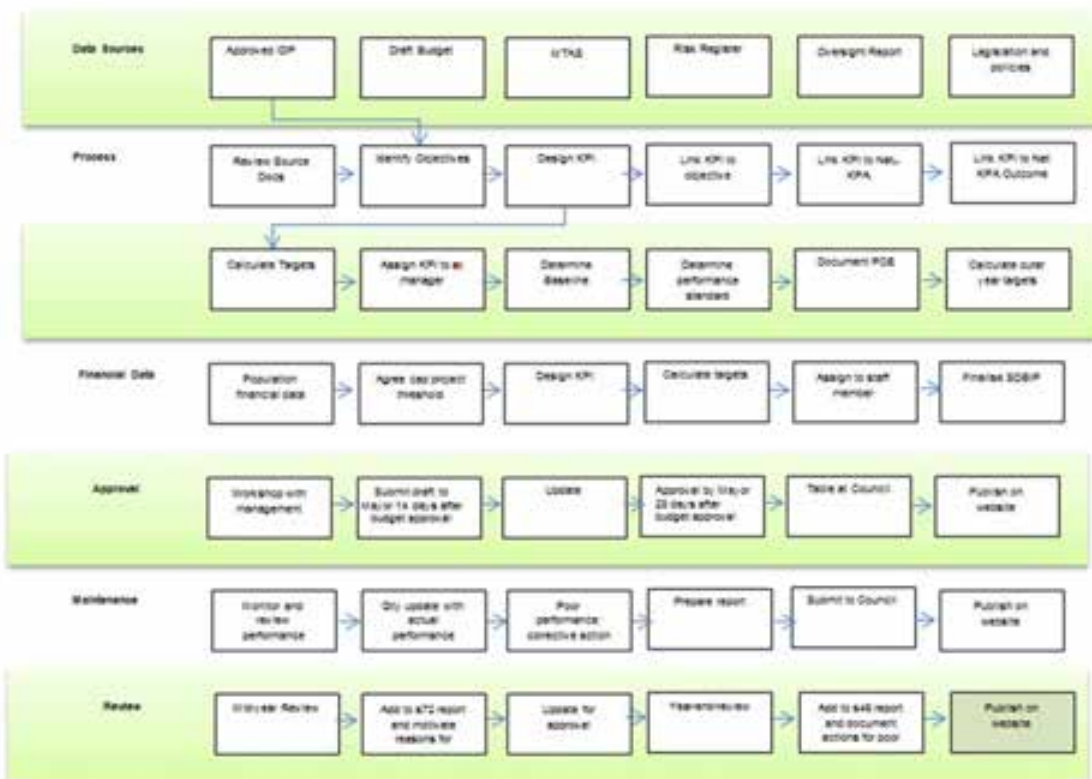 Data Sources
Approved IDP
Draft Budget
MTAS
Risk Register
Oversight Report
Legislation and
policies
Process
Review Source
Docs
Identify Objectives
Design KPI
Link KPI to
objective
Link KPI to Nat.
KPA
Link KPI to Nat
KPA Outcome
Calculate Targets
Assign KPI to
manager
Determine
Baseline
Determine
performance
standard
Document POE
Calculate outer
year targets
Financial Data
Population
financial data
Agree cap project
threshold
Design KPI
Calculate targets
Assign to staff
member
Finalise SDBIP
Approval
Workshop with
management
Submit draft to
Mayor 14 days after
budget approval
Update
Approval by Mayor
28 days after
budget approval
Table at Council
Publish on
website
Maintenance
Monitor and
review
performance
Qtly update with
actual
performance
Poor
performance
corrective action
Prepare report
Submit to Council
Publish on
website
Review
Mid year Review
Add to s72 report
and motivate
reasons for
Update for
approval
Year end review
Add to s46 report
and document
actions for poor
Publish on
website